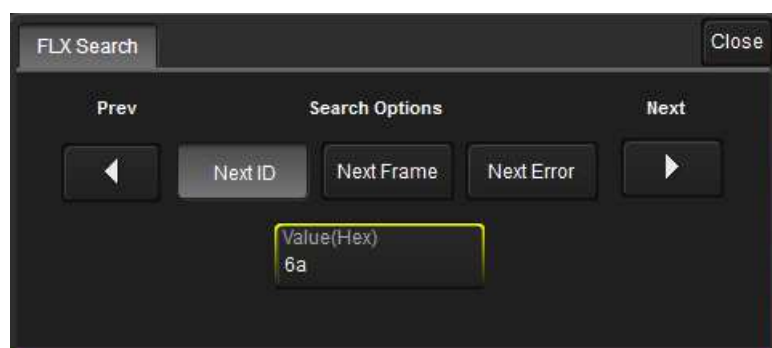 FLX Search
Close
Prev
Search Options
Next
Next ID
Next Frame
Next Error
Value(Hex)
6a